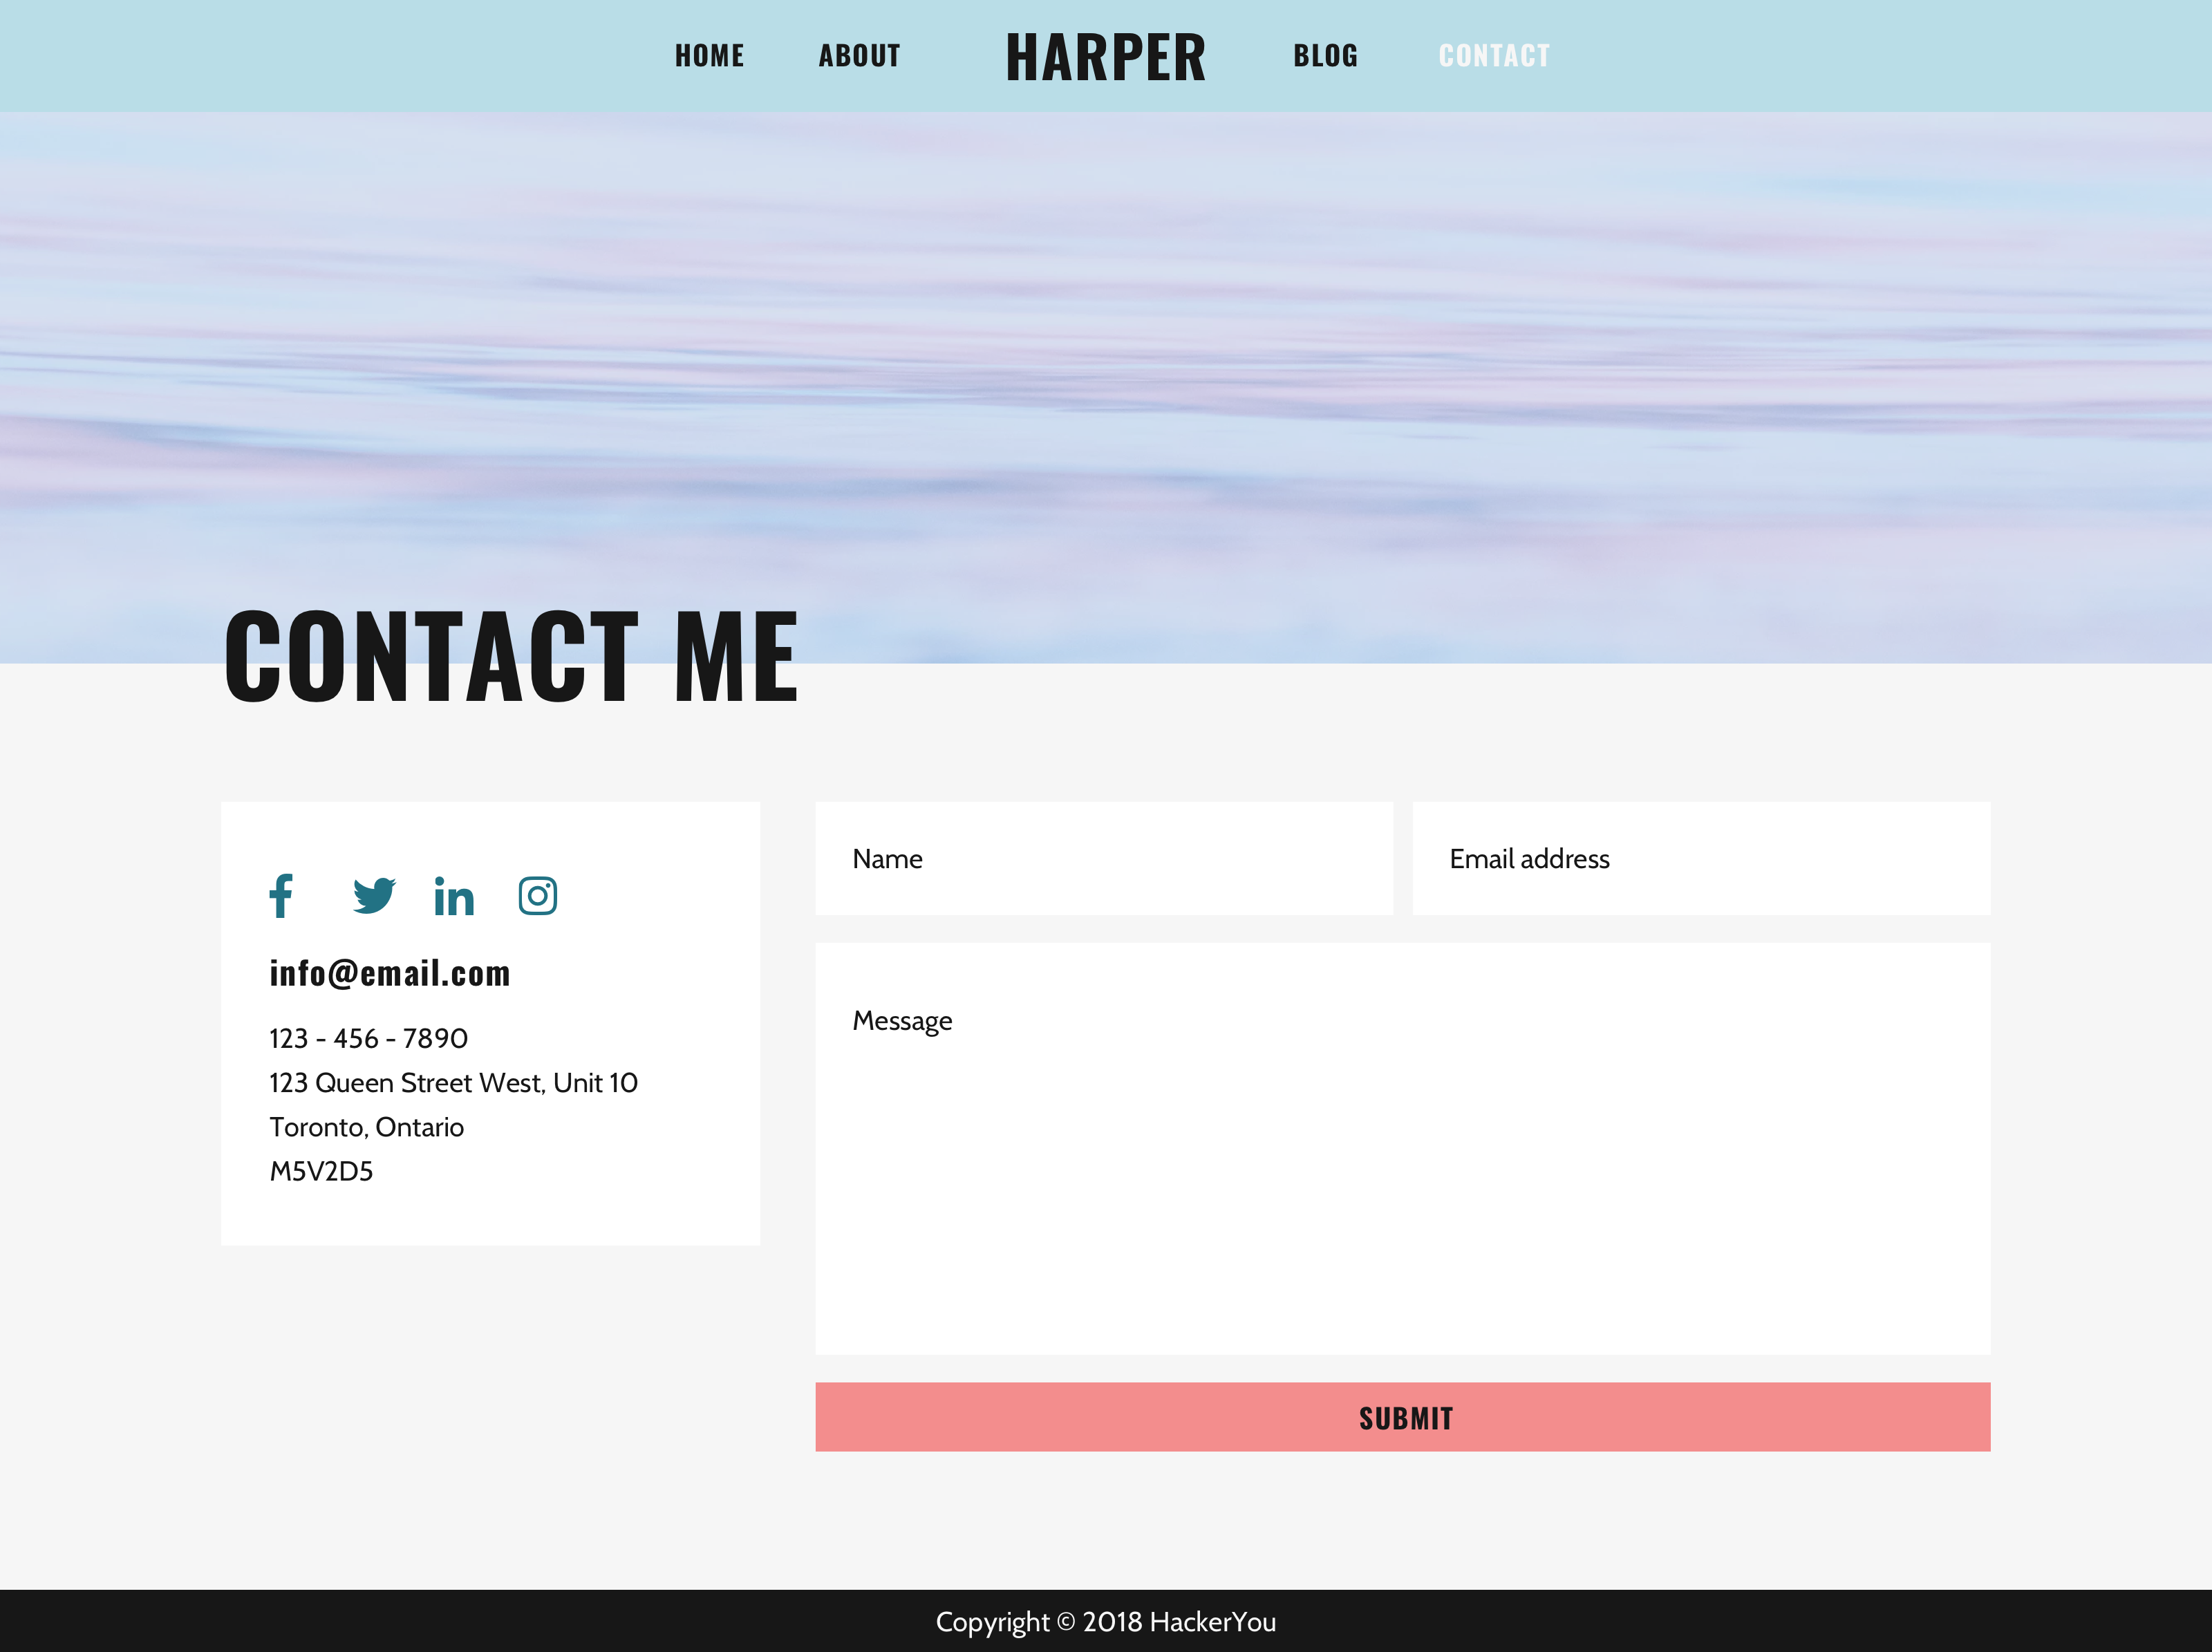 HOME ABOUT HARPER BLOG CONTACT
CONTACT ME
info@email.com
123 - 456 - 7890
123 Queen Street West, Unit 10
Toronto, Ontario
M5V2D5
Name
Email address
Message
SUBMIT
Copyright © 2018 HackerYou